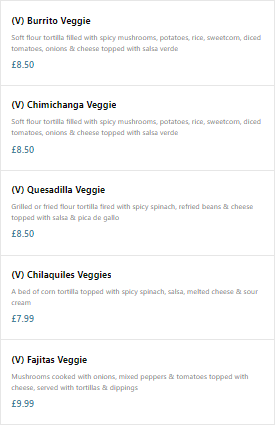 (V) Burrito Veggie
Soft flour tortilla filled with spicy mushrooms, potatoes, rice, sweetcorn, diced
tomatoes, onions & cheese topped with salsa verde
£8.50
(V) Chimichanga Veggie
Soft flour tortilla filled with spicy mushrooms, potatoes, rice, sweetcorn, diced
tomatoes, onions & cheese topped with salsa verde
£8.50
(V) Quesadilla Veggie
Grilled or fried flour tortilla fired with spicy spinach, refried beans & cheese
topped with salsa & pica de gallo
£8.50
(V) Chilaquiles Veggies
A bed of corn tortilla topped with spicy spinach, salsa, melted cheese & sour
cream
£7.99
(V) Fajitas Veggie
Mushrooms cooked with onions, mixed peppers & tomatoes topped with
cheese, served with tortillas & dippings
£9.99